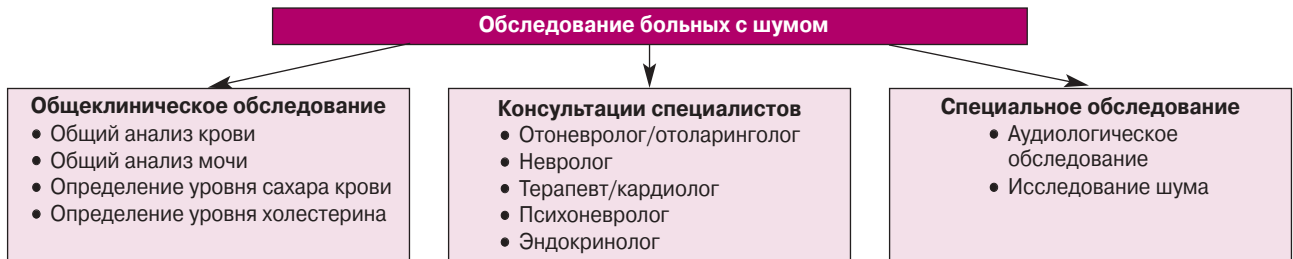 Обследование больных с шумом
Общеклиническое обследование
• Общий анализ крови
• Общий анализ мочи
• Определение уровня сахара крови
• Определение уровня холестерина
Консультации специалистов
• Отоневролог/отоларинголог
• Невролог
• Терапевт/кардиолог
• Психоневролог
• Эндокринолог
Специальное обследование
• Аудиологическое
обследование
• Исследование шума